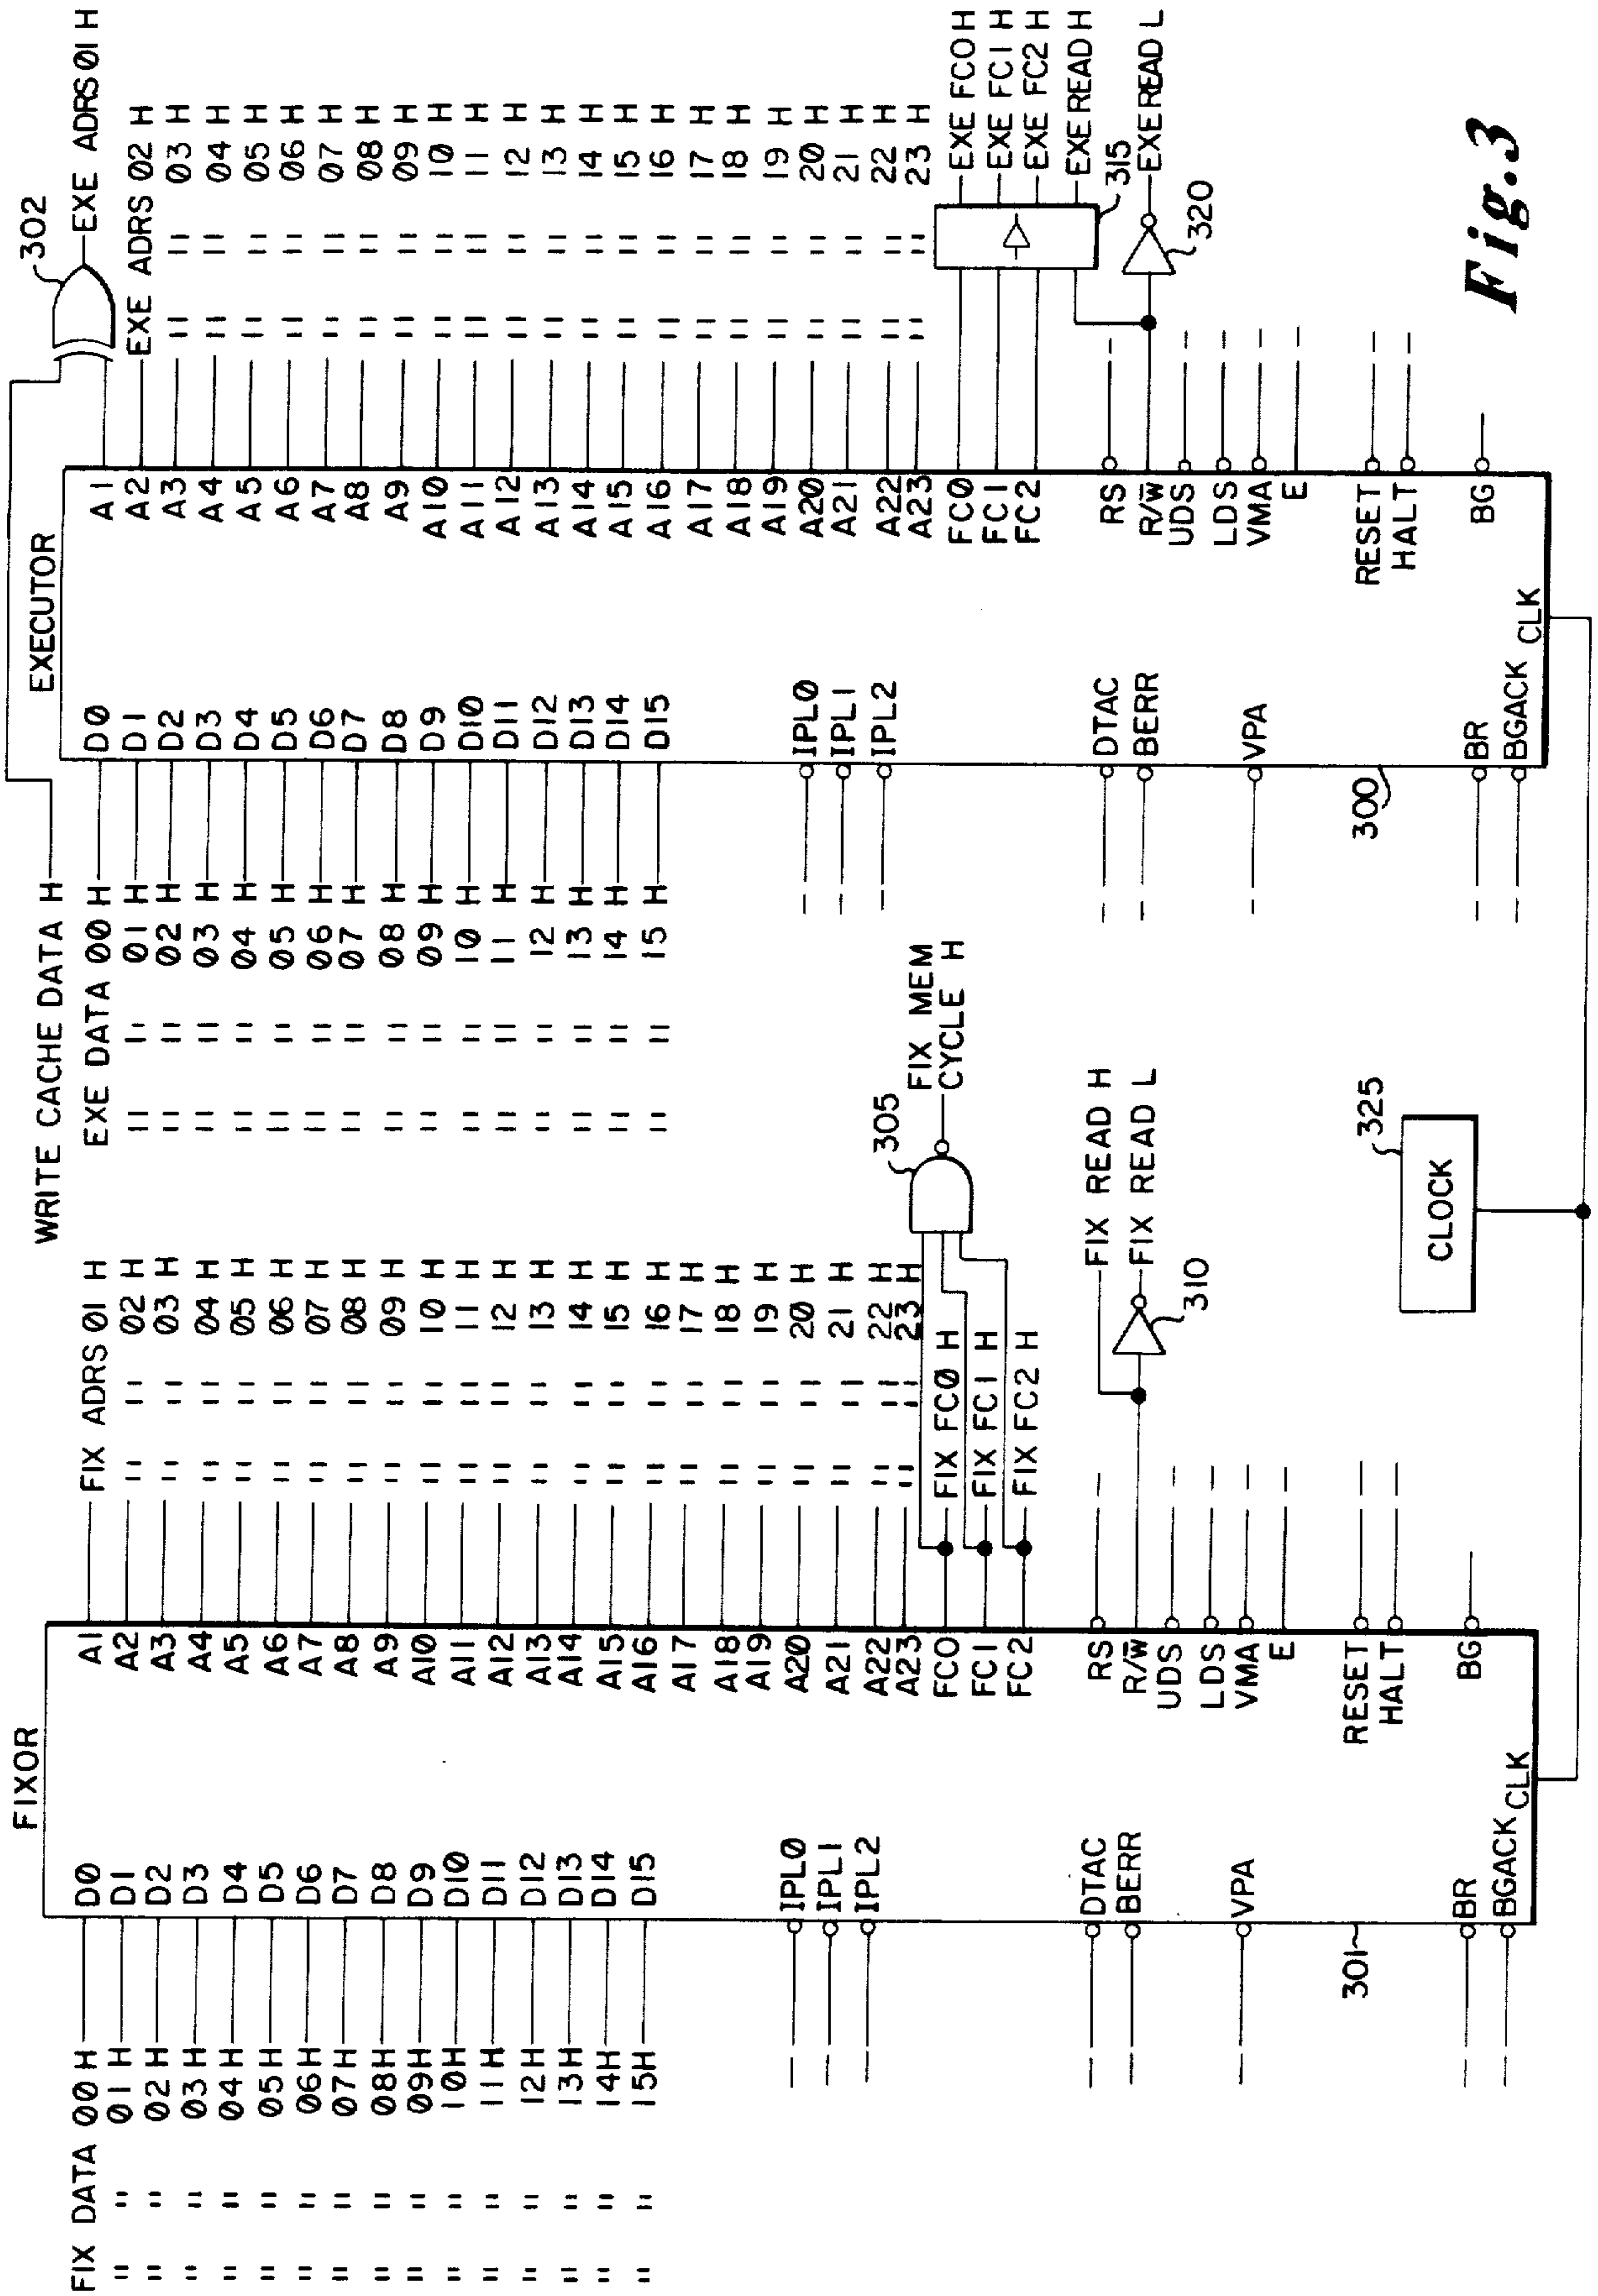 FIXOR
FIX DATA 00 H D0
" " 01 H D1
" " 02 H D2
" " 03 H D3
" " 04 H D4
" " 05 H D5
" " 06 H D6
" " 07 H D7
" " 08 H D8
" " 09 H D9
" " 10 H D10
" " 11 H D11
" " 12 H D12
" " 13 H D13
" " 14 H D14
" " 15 H D15
IPL0
IPL1
IPL2
DTAC
BERR
VPA
301
BR
BGACK
CLK
A1 FIX ADRS 01 H
A2 " " 02 H
A3 " " 03 H
A4 " " 04 H
A5 " " 05 H
A6 " " 06 H
A7 " " 07 H
A8 " " 08 H
A9 " " 09 H
A10 " " 10 H
A11 " " 11 H
A12 " " 12 H
A13 " " 13 H
A14 " " 14 H
A15 " " 15 H
A16 " " 16 H
A17 " " 17 H
A18 " " 18 H
A19 " " 19 H
A20 " " 20 H
A21 " " 21 H
A22 " " 22 H
A23 " " 23 H
FC0 FIX FC0 H
FC1 FIX FC1 H
FC2 FIX FC2 H
305
FIX MEM
CYCLE H
RS
R/W̅ FIX READ H
FIX READ L
310
UDS
LDS
VMA
E
RESET
HALT
BG
325
CLOCK
EXECUTOR
WRITE CACHE DATA H
EXE DATA 00 H D0
" " 01 H D1
" " 02 H D2
" " 03 H D3
" " 04 H D4
" " 05 H D5
" " 06 H D6
" " 07 H D7
" " 08 H D8
" " 09 H D9
" " 10 H D10
" " 11 H D11
" " 12 H D12
" " 13 H D13
" " 14 H D14
" " 15 H D15
IPL0
IPL1
IPL2
DTAC
BERR
VPA
300
BR
BGACK
CLK
302
A1 EXE ADRS 01 H
A2 EXE ADRS 02 H
A3 " " 03 H
A4 " " 04 H
A5 " " 05 H
A6 " " 06 H
A7 " " 07 H
A8 " " 08 H
A9 " " 09 H
A10 " " 10 H
A11 " " 11 H
A12 " " 12 H
A13 " " 13 H
A14 " " 14 H
A15 " " 15 H
A16 " " 16 H
A17 " " 17 H
A18 " " 18 H
A19 " " 19 H
A20 " " 20 H
A21 " " 21 H
A22 " " 22 H
A23 " " 23 H
FC0 EXE FC0 H
FC1 EXE FC1 H
FC2 EXE FC2 H
EXE READ H
315
RS
R/W̅ EXE READ L
320
UDS
LDS
VMA
E
RESET
HALT
BG
Fig. 3